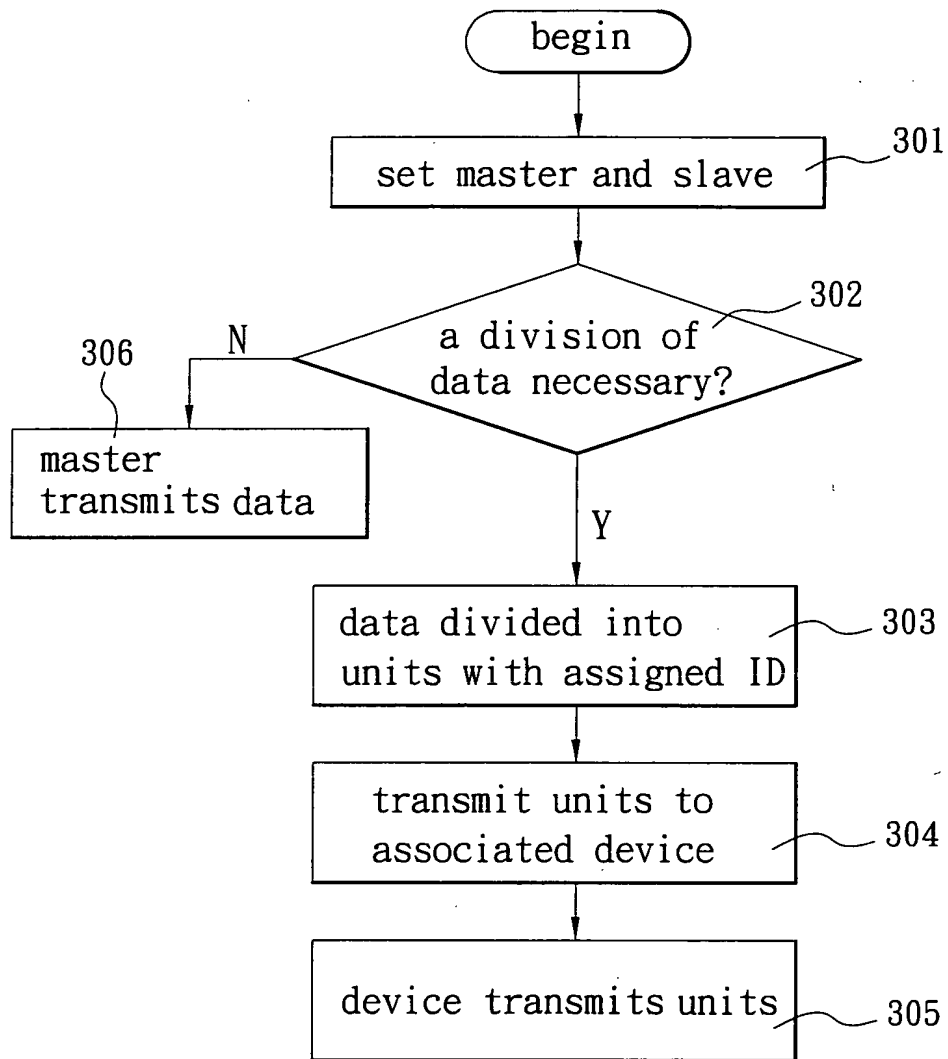 begin
set master and slave
301
a division of
data necessary?
302
N
306
master
transmits data
Y
data divided into
units with assigned ID
303
transmit units to
associated device
304
device transmits units
305